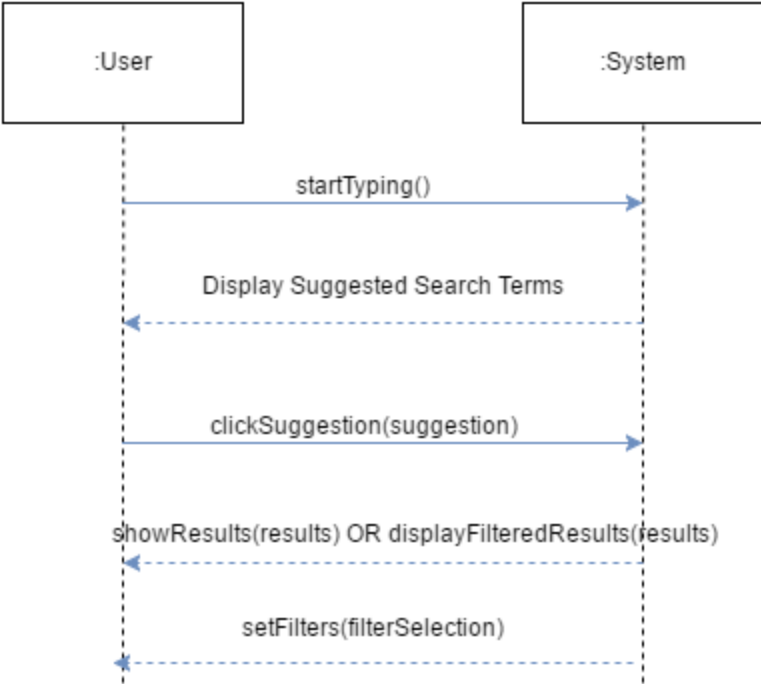 :User
:System
startTyping()
Display Suggested Search Terms
clickSuggestion(suggestion)
showResults(results) OR displayFilteredResults(results)
setFilters(filterSelection)